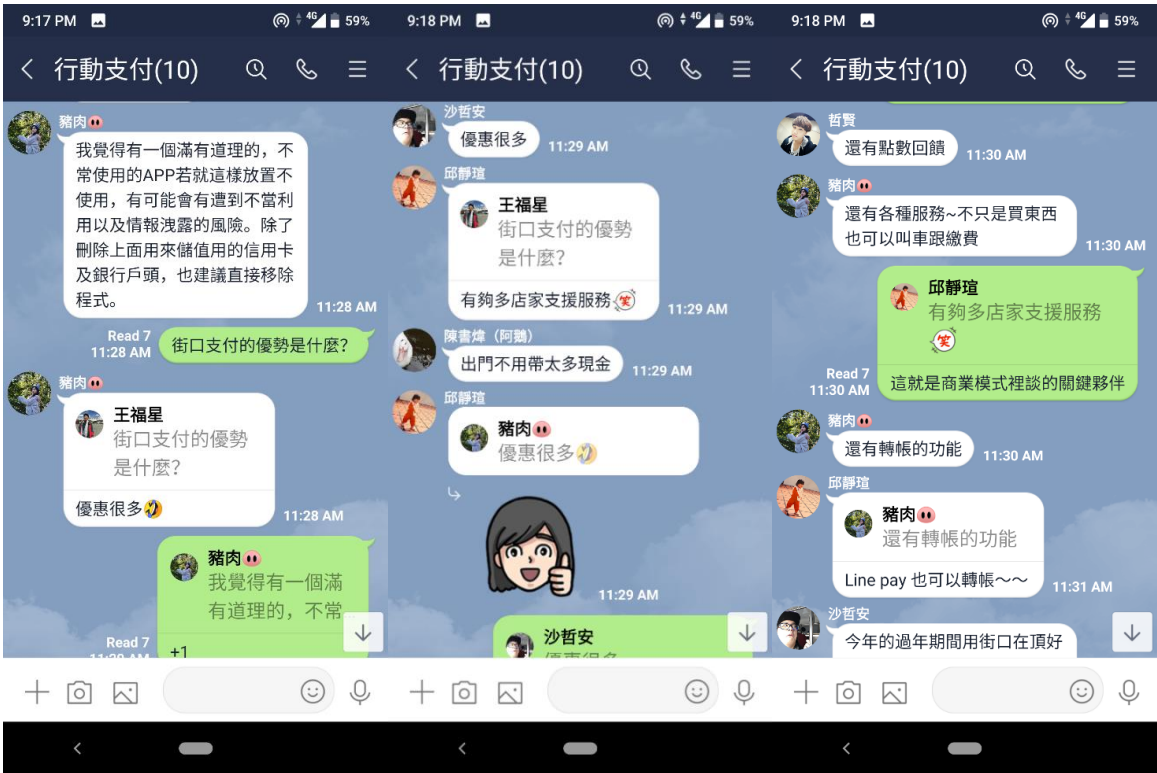 9:17 PM
4G
59%
行動支付(10)
豬肉🐽
我覺得有一個滿有道理的，不
常使用的APP若就這樣放置不
使用，有可能會有遭到不當利
用以及情報洩露的風險。除了
刪除上面用來儲值用的信用卡
及銀行戶頭，也建議直接移除
程式。
11:28 AM
Read 7
11:28 AM
街口支付的優勢是什麼？
豬肉🐽
王福星
街口支付的優勢
是什麼？
優惠很多🤣
11:28 AM
豬肉🐽
我覺得有一個滿
有道理的，不常...
Read 7
+1
9:18 PM
4G
59%
行動支付(10)
沙哲安
優惠很多
11:29 AM
邱靜瑄
王福星
街口支付的優勢
是什麼？
有夠多店家支援服務笑
11:29 AM
陳書煒（阿鵝）
出門不用帶太多現金
11:29 AM
邱靜瑄
豬肉🐽
優惠很多🤣
11:29 AM
沙哲安
9:18 PM
4G
59%
行動支付(10)
哲賢
還有點數回饋
11:30 AM
豬肉🐽
還有各種服務~不只是買東西
也可以叫車跟繳費
11:30 AM
邱靜瑄
有夠多店家支援服務
笑
Read 7
11:30 AM
這就是商業模式裡談的關鍵夥伴
豬肉🐽
還有轉帳的功能
11:30 AM
邱靜瑄
豬肉🐽
還有轉帳的功能
Line pay 也可以轉帳～～
11:31 AM
沙哲安
今年的過年期間用街口在頂好